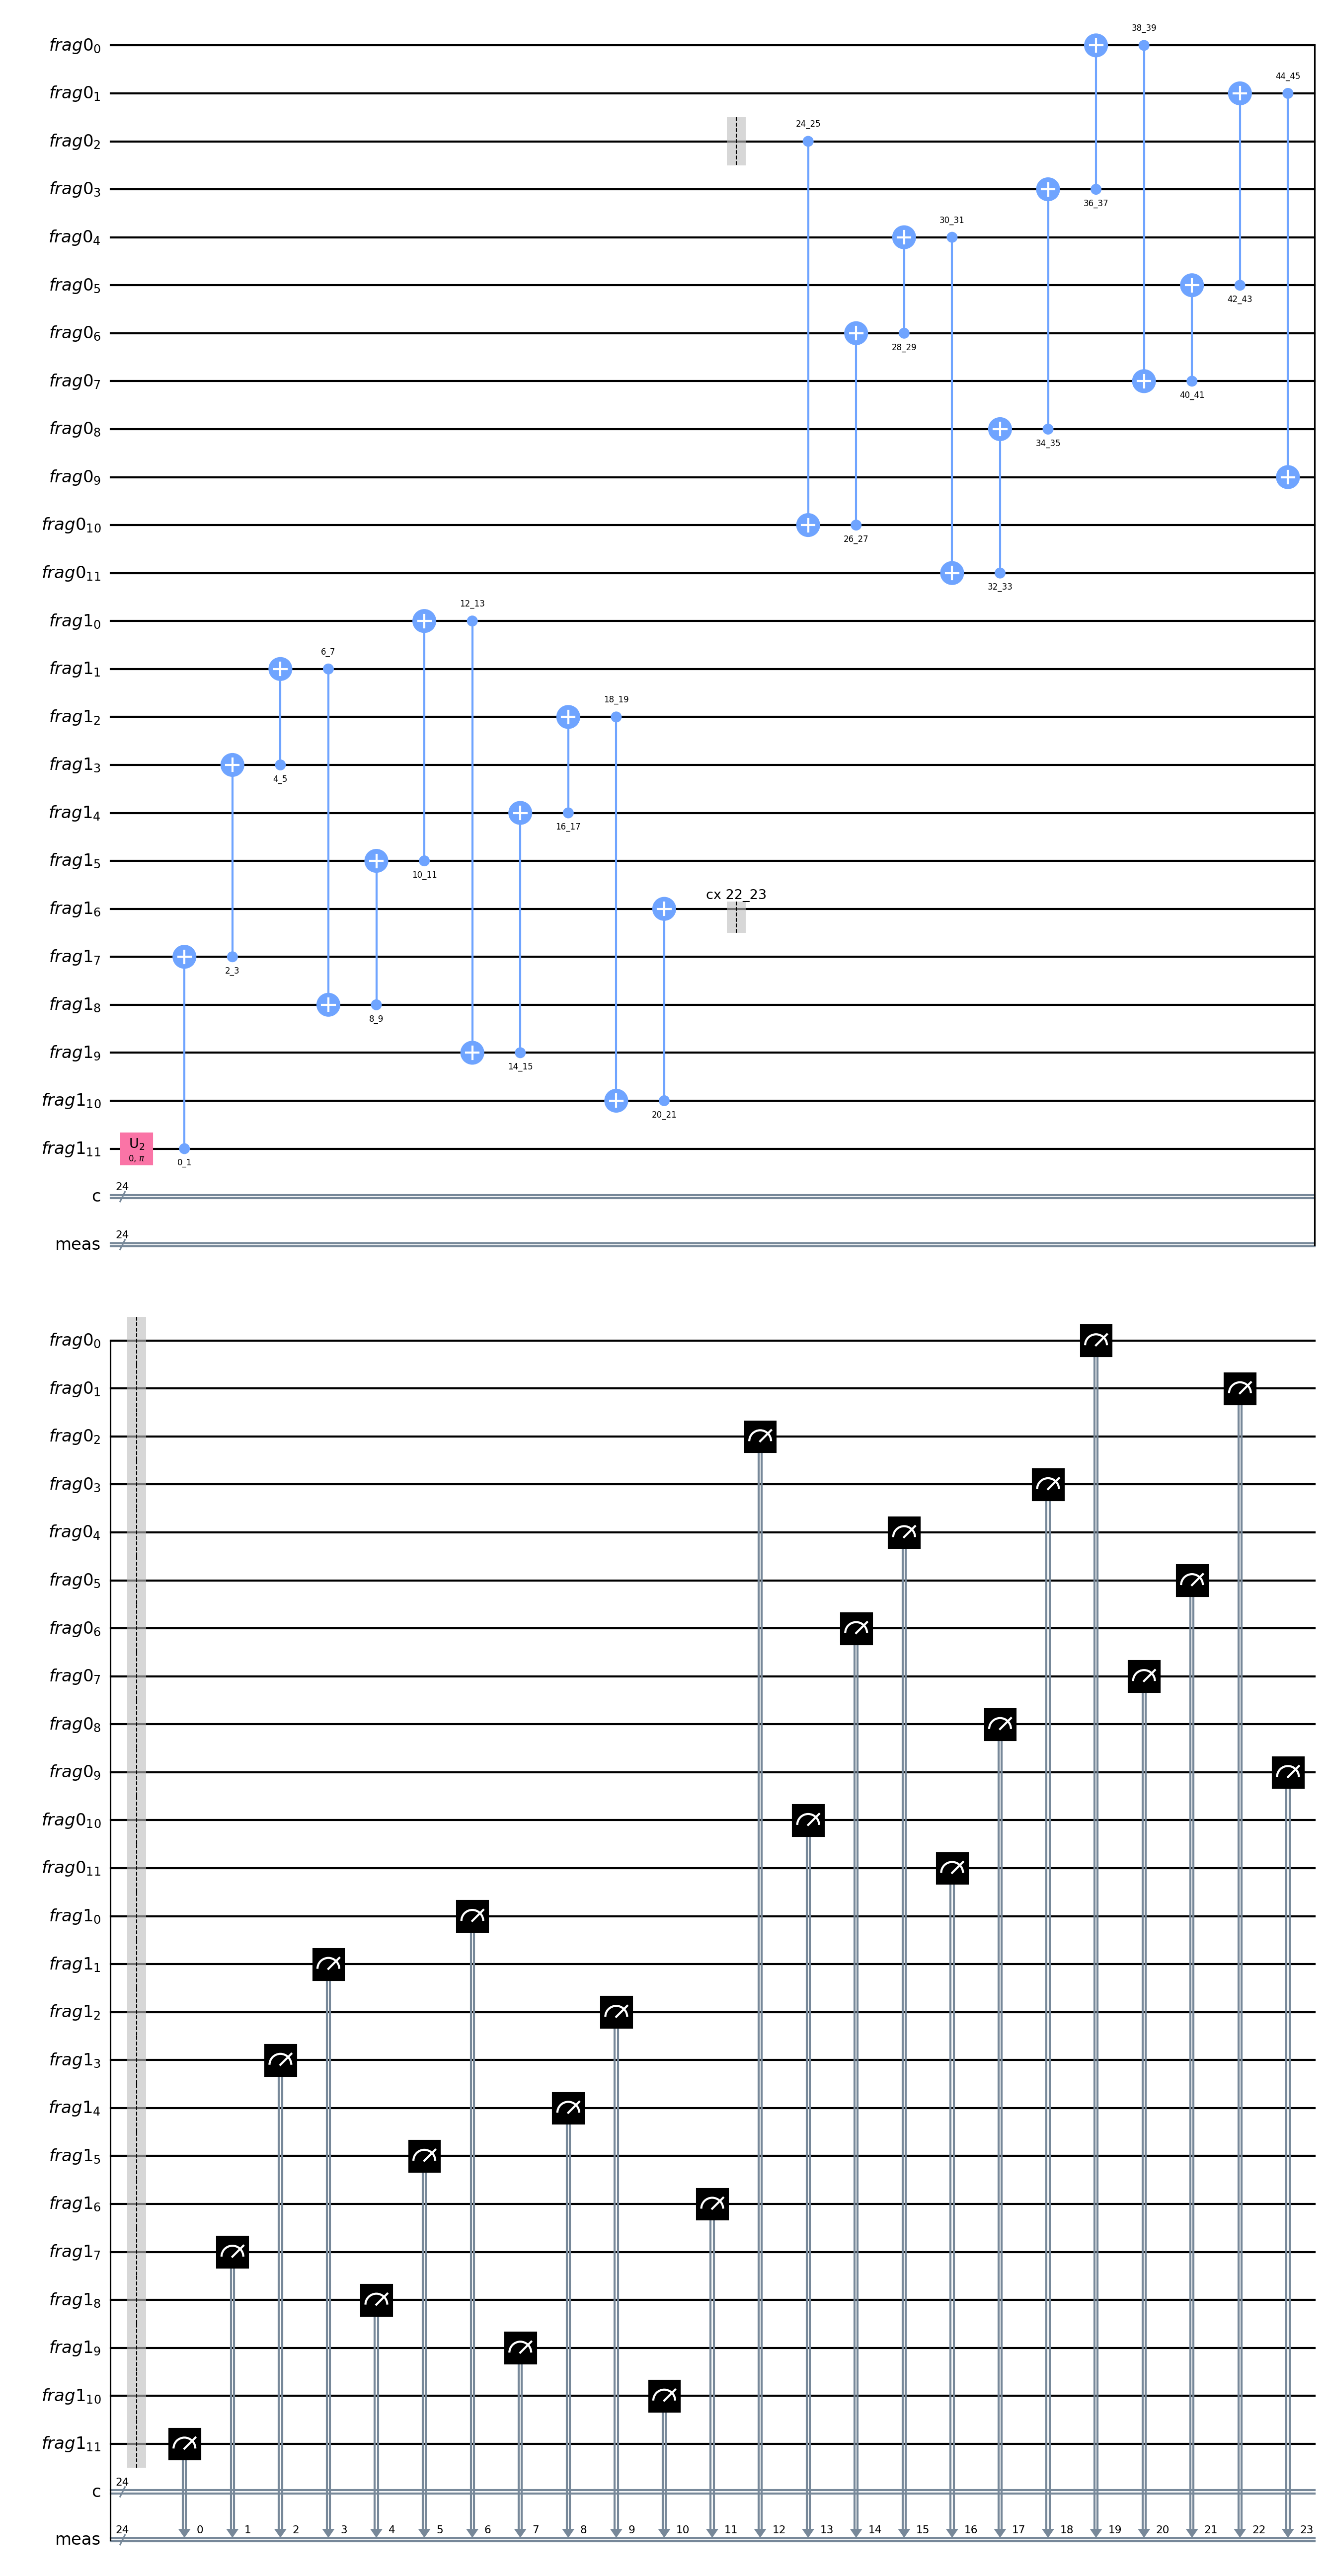 38_39
frag0₀
44_45
frag0₁
24_25
frag0₂
frag0₃
36_37
30_31
frag0₄
frag0₅
42_43
frag0₆
28_29
frag0₇
40_41
frag0₈
34_35
frag0₉
frag0₁₀
26_27
frag0₁₁
32_33
12_13
frag1₀
6_7
frag1₁
18_19
frag1₂
frag1₃
4_5
frag1₄
16_17
frag1₅
10_11
cx 22_23
frag1₆
frag1₇
2_3
frag1₈
8_9
frag1₉
14_15
frag1₁₀
20_21
frag1₁₁ U₂
0, π
0_1
24
c
24
meas
frag0₀
frag0₁
frag0₂
frag0₃
frag0₄
frag0₅
frag0₆
frag0₇
frag0₈
frag0₉
frag0₁₀
frag0₁₁
frag1₀
frag1₁
frag1₂
frag1₃
frag1₄
frag1₅
frag1₆
frag1₇
frag1₈
frag1₉
frag1₁₀
frag1₁₁
24
c
meas 24 0 1 2 3 4 5 6 7 8 9 10 11 12 13 14 15 16 17 18 19 20 21 22 23